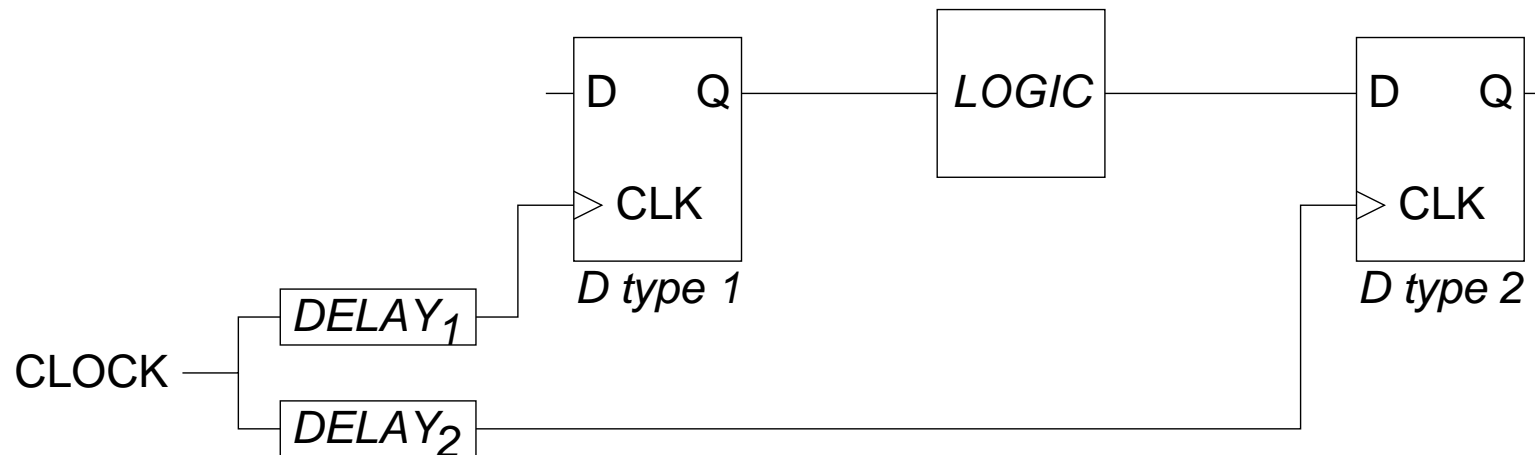 D Q
LOGIC
D Q
CLK
CLK
D type 1
D type 2
DELAY1
CLOCK
DELAY2